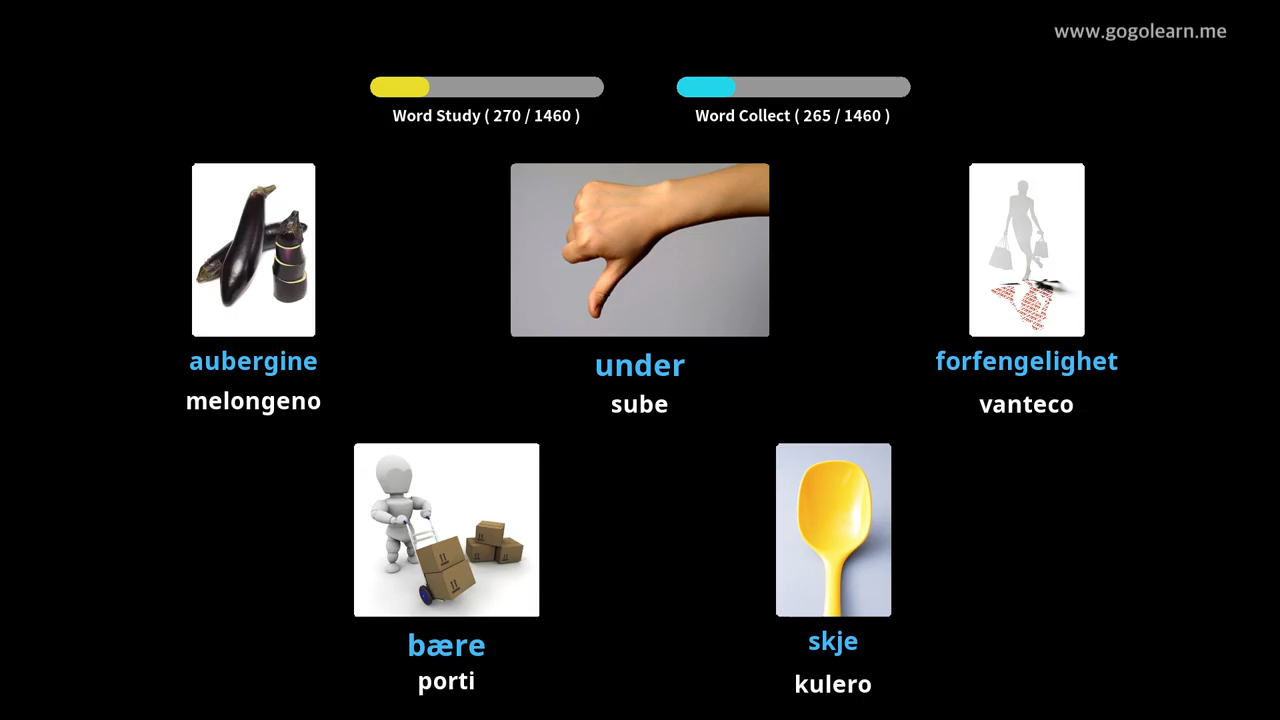 www.gogolearn.me
Word Study ( 270 / 1460 )
Word Collect ( 265 / 1460 )
aubergine
melongeno
under
sube
forfengelighet
vanteco
bære
porti
skje
kulero